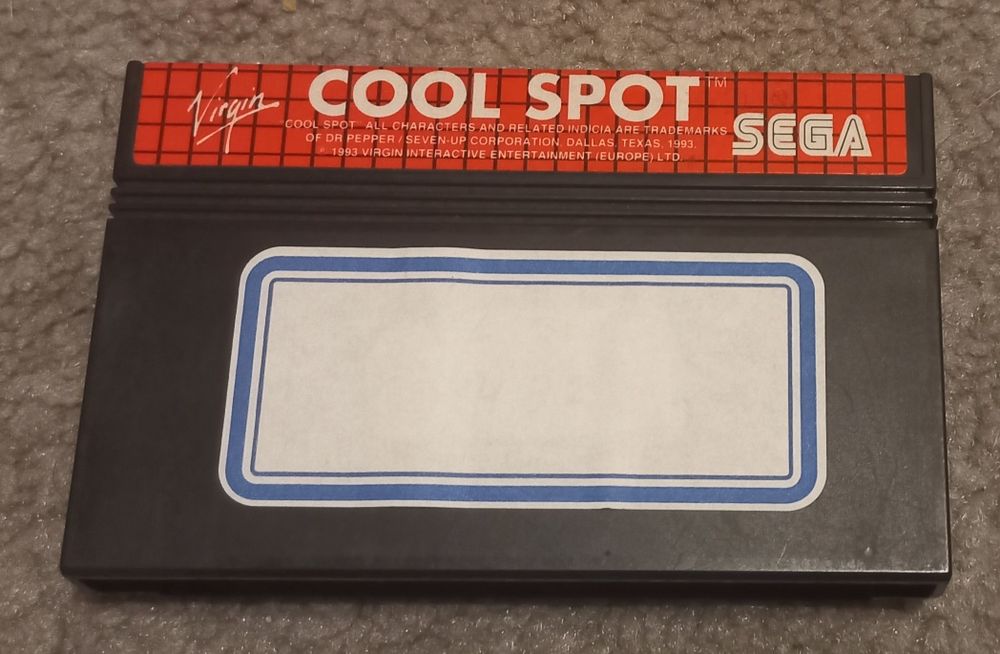 Virgin
COOL SPOT™
"COOL SPOT" ALL CHARACTERS AND RELATED INDICIA ARE TRADEMARKS
OF DR PEPPER / SEVEN-UP CORPORATION, DALLAS, TEXAS, 1993.
1993 VIRGIN INTERACTIVE ENTERTAINMENT (EUROPE) LTD.
SEGA